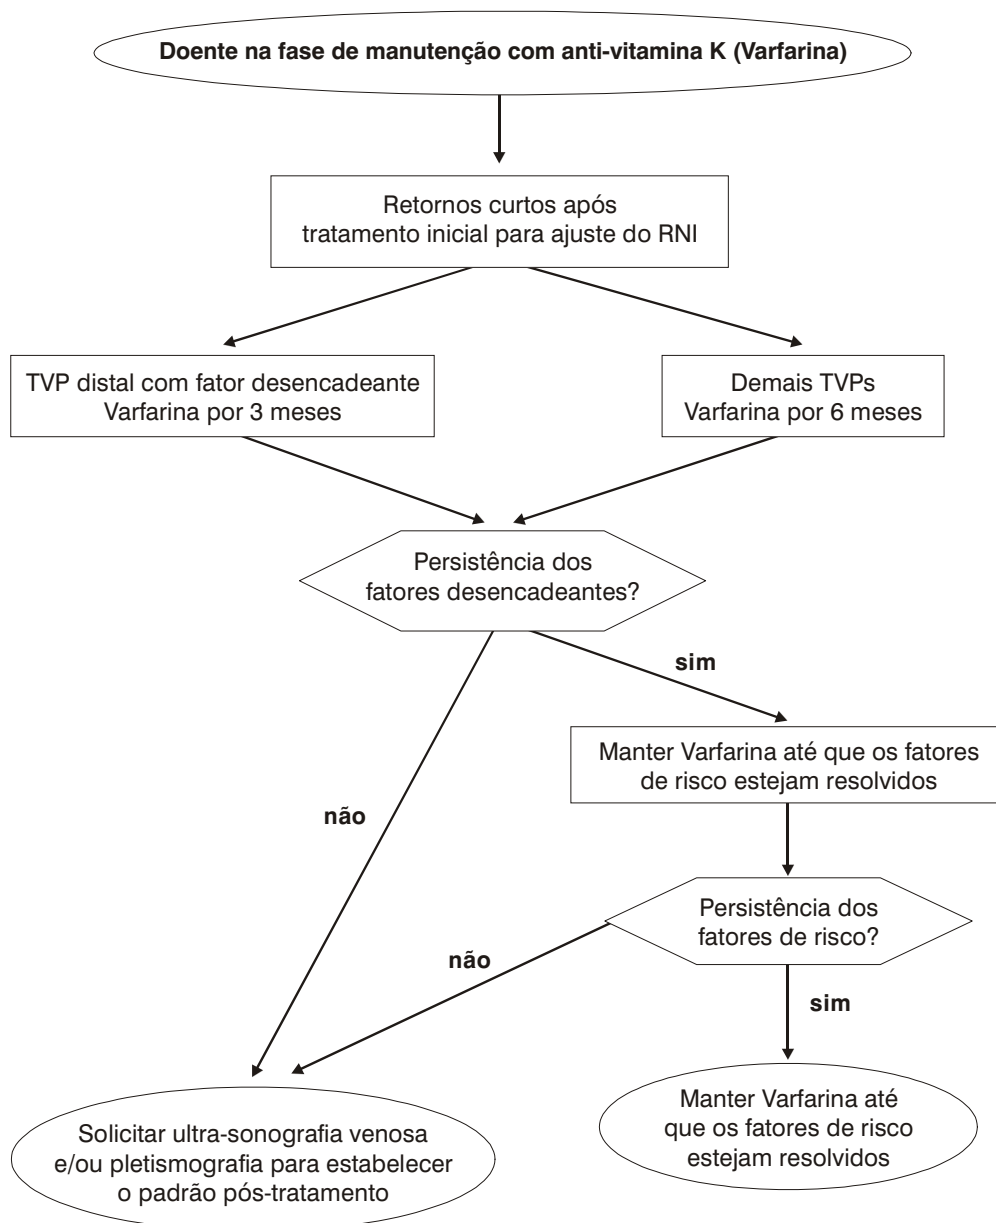 Doente na fase de manutenção com anti-vitamina K (Varfarina)
Retornos curtos após
tratamento inicial para ajuste do RNI
TVP distal com fator desencadeante
Varfarina por 3 meses
Demais TVPs
Varfarina por 6 meses
Persistência dos
fatores desencadeantes?
sim
Manter Varfarina até que os fatores
de risco estejam resolvidos
não
Persistência dos
fatores de risco?
não
sim
Manter Varfarina até
que os fatores de risco
estejam resolvidos
Solicitar ultra-sonografia venosa
e/ou pletismografia para estabelecer
o padrão pós-tratamento